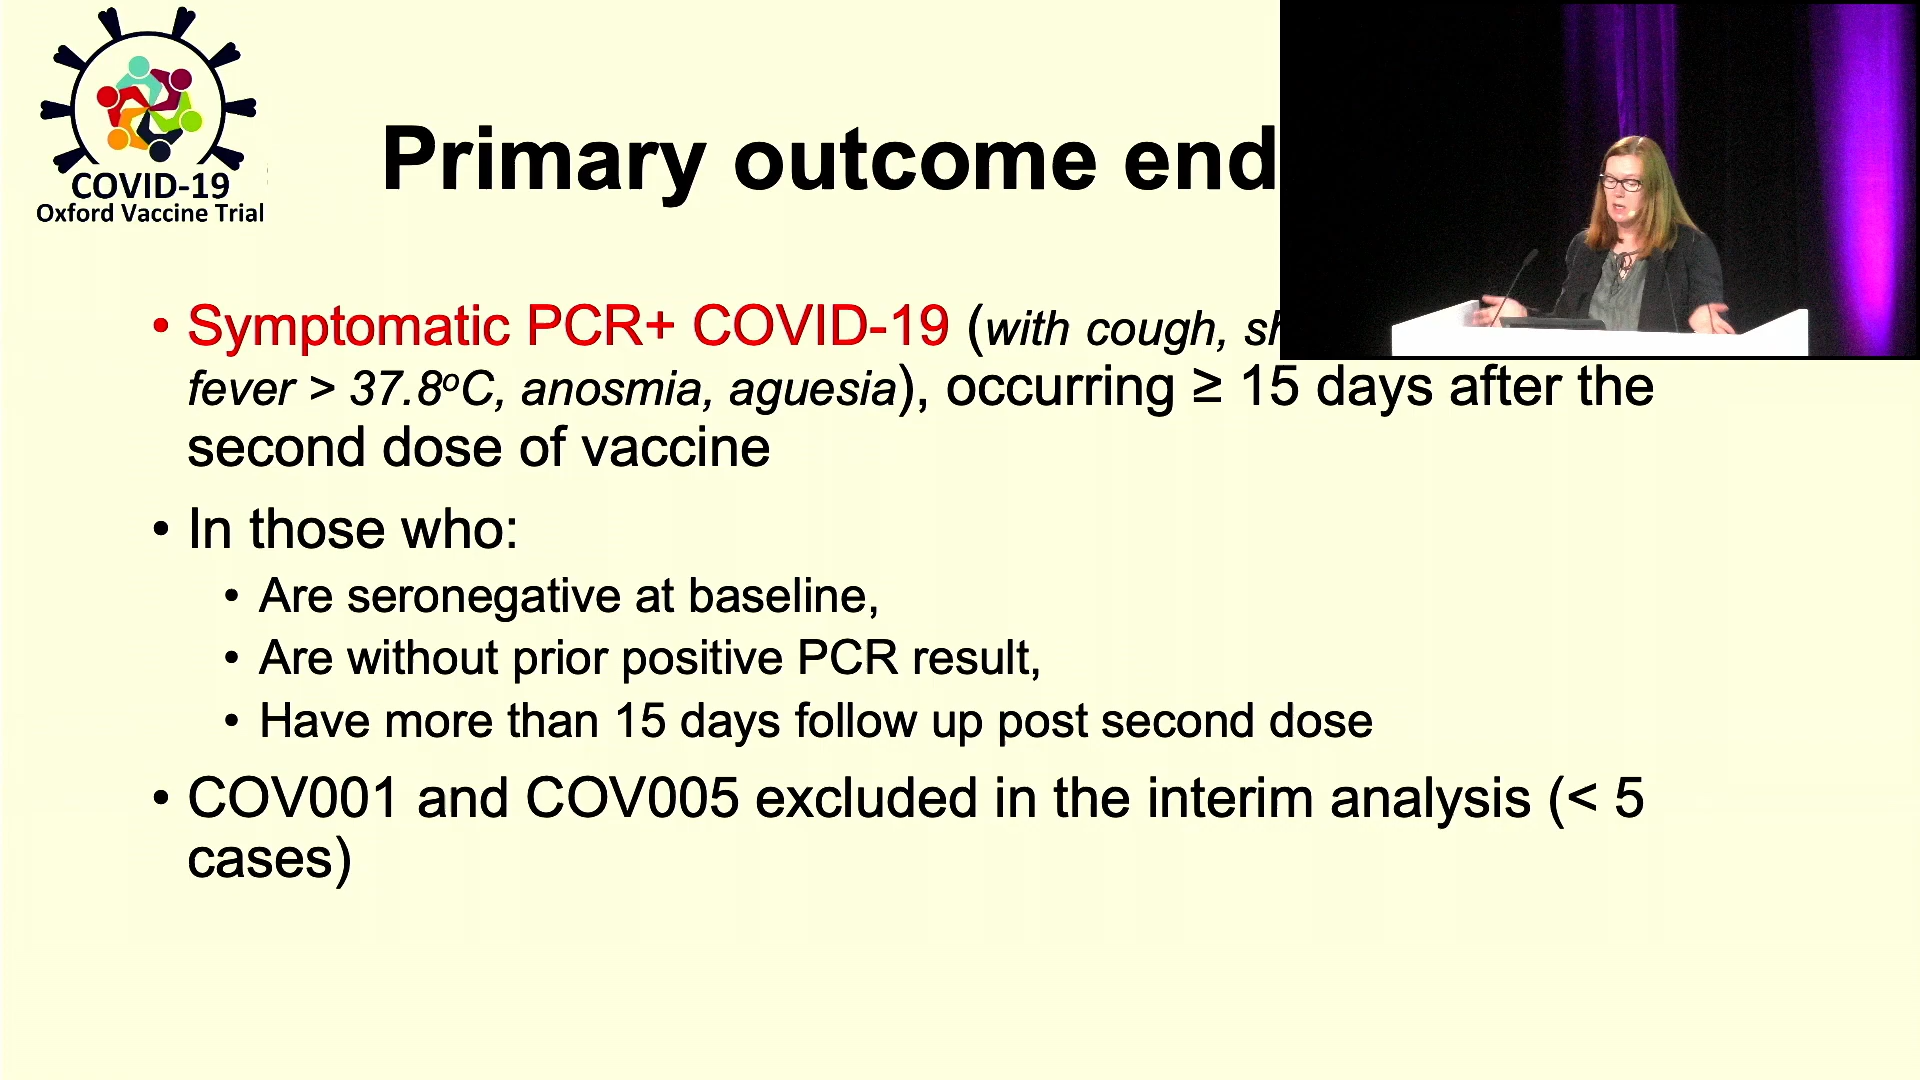 COVID-19
Oxford Vaccine Trial
Primary outcome end
• Symptomatic PCR+ COVID-19 (with cough,
fever > 37.8ºC, anosmia, aguesia), occurring ≥ 15 days after the
second dose of vaccine
• In those who:
• Are seronegative at baseline,
• Are without prior positive PCR result,
• Have more than 15 days follow up post second dose
• COV001 and COV005 excluded in the interim analysis (< 5
cases)